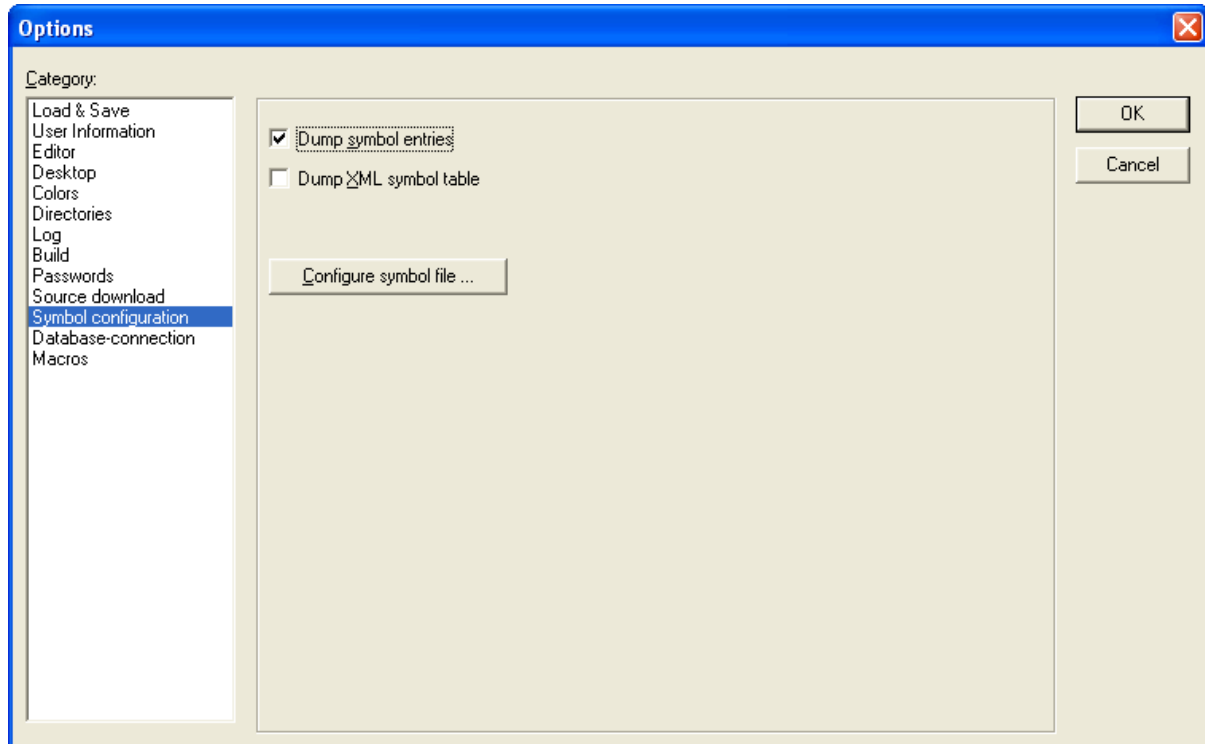 Options
Category:
Load & Save
User Information
Editor
Desktop
Colors
Directories
Log
Build
Passwords
Source download
Symbol configuration
Database-connection
Macros
Dump symbol entries
Dump XML symbol table
Configure symbol file ...
OK
Cancel